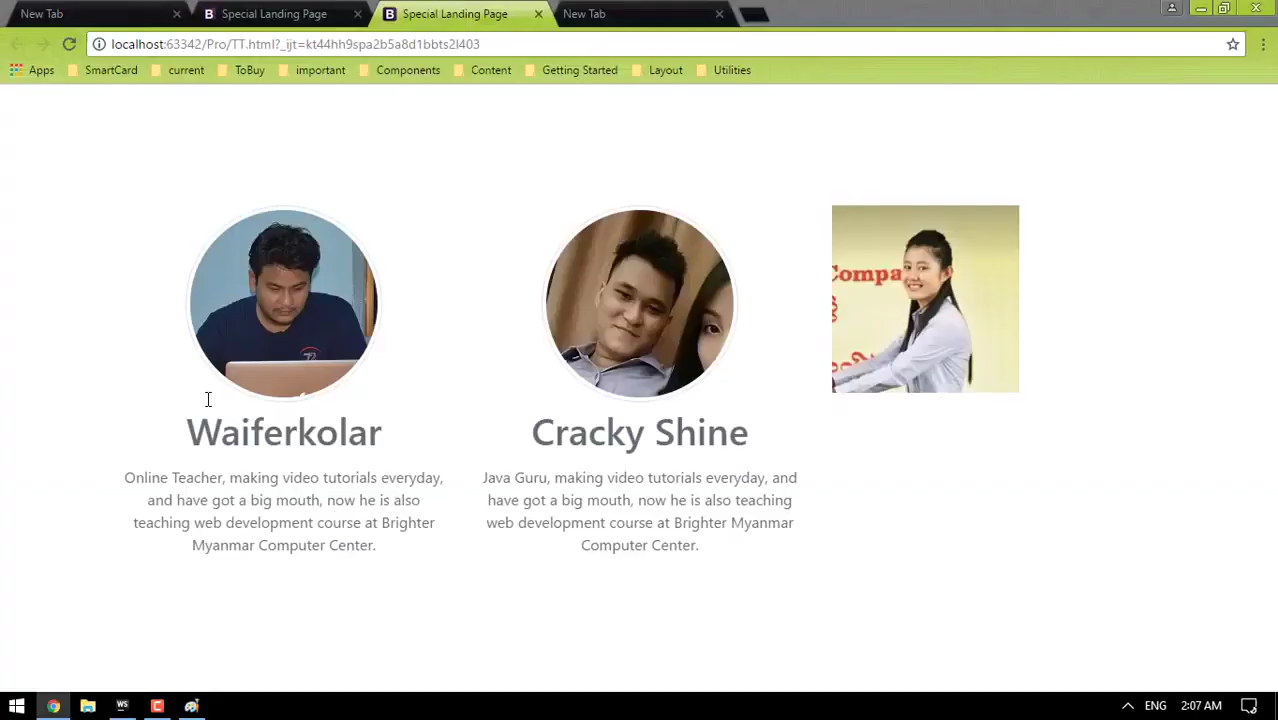 New Tab
Special Landing Page
Special Landing Page
New Tab
localhost:63342/Pro/TT.html?_ijt=kt44hh9spa2b5a8d1bbts2l403
Apps SmartCard current ToBuy important Components Content Getting Started Layout Utilities
Compa
Waiferkolar
Online Teacher, making video tutorials everyday,
and have got a big mouth, now he is also
teaching web development course at Brighter
Myanmar Computer Center.
Cracky Shine
Java Guru, making video tutorials everyday, and
have got a big mouth, now he is also teaching
web development course at Brighter Myanmar
Computer Center.
WS
ENG 2:07 AM